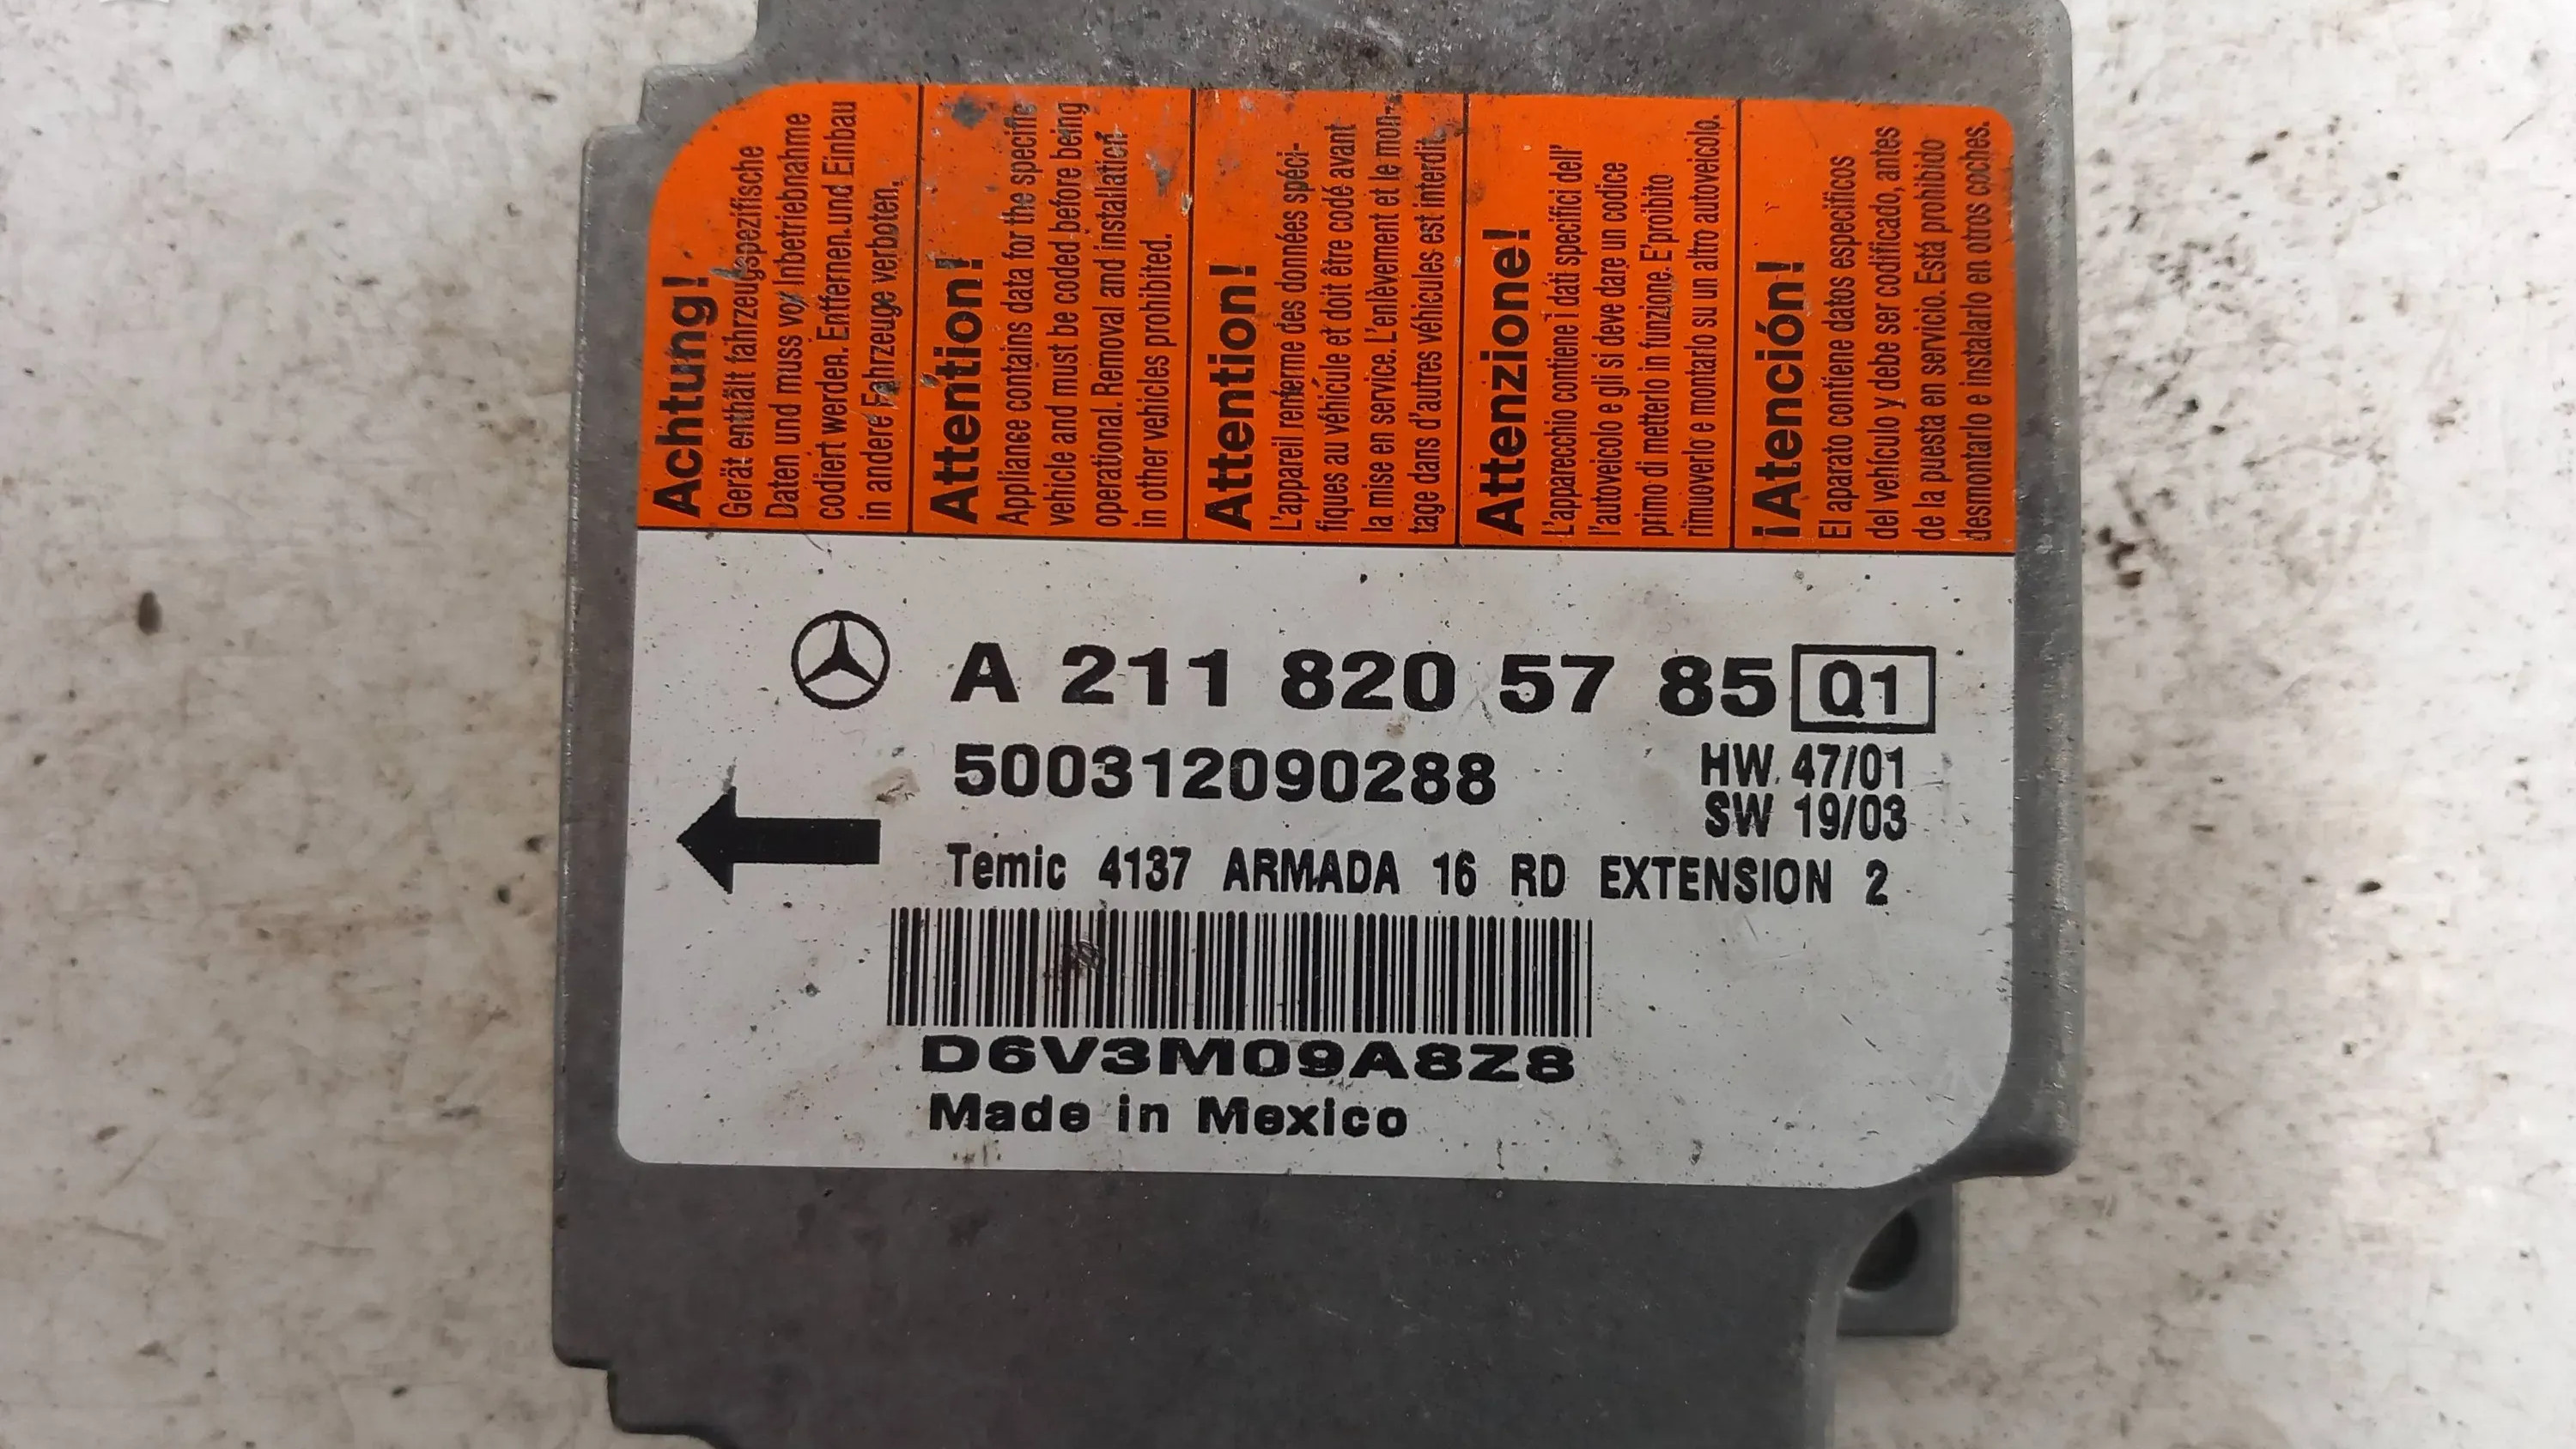 Achtung!
Gerät enthält fahrzeugspezifische
Daten und muss vor Inbetriebnahme
codiert werden. Entfernen und Einbau
in andere Fahrzeuge verboten.
Attention!
Appliance contains data for the specific
vehicle and must be coded before being
operational. Removal and installation
in other vehicles prohibited.
Attention!
L'appareil renferme des données spéci-
fiques au véhicule et doit être codé avant
la mise en service. L'enlèvement et le mon-
tage dans d'autres véhicules est interdit.
Attenzione!
L'apparecchio contiene i dati specifici dell'
l'autoveicolo e gli si deve dare un codice
primo di metterlo in funzione. E'proibito
rimuoverlo e montarlo su un altro autoveicolo.
¡Atención!
El aparato contiene datos especificos
del vehículo y debe ser codificado, antes
de la puesta en servicio. Está prohibido
desmontarlo e instalarlo en otros coches.
A 211 820 57 85 Q1
500312090288 HW 47/01
SW 19/03
Temic 4137 ARMADA 16 RD EXTENSION 2
D6V3M09A8Z8
Made in Mexico